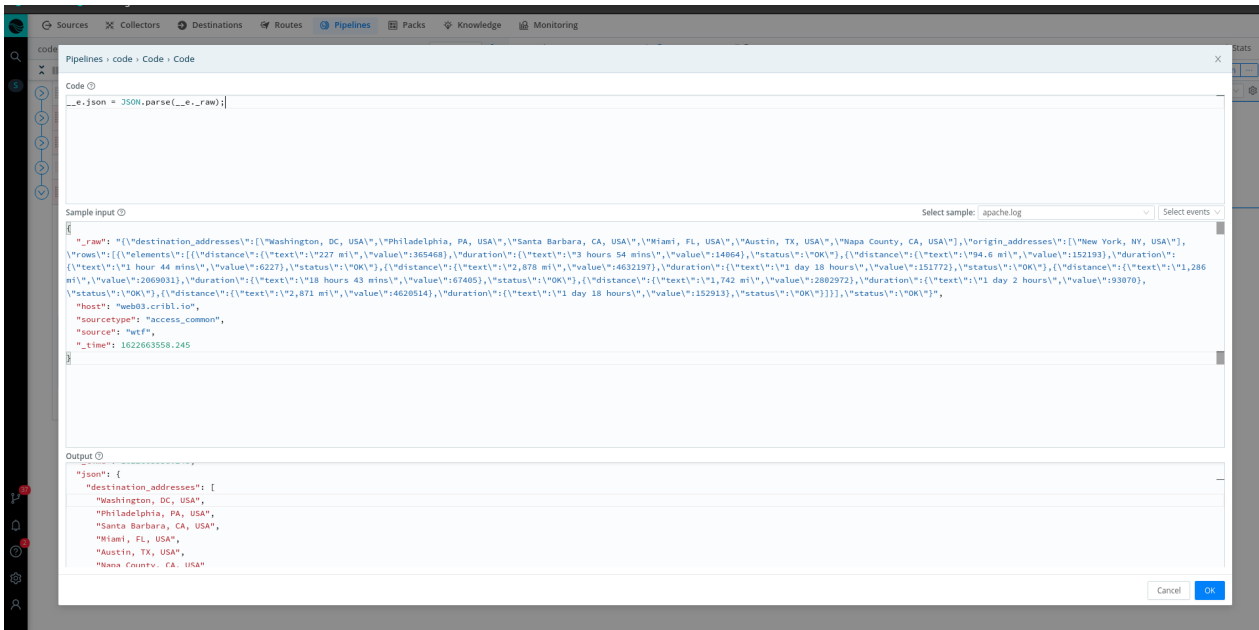 Sources Collectors Destinations Routes Pipelines Packs Knowledge Monitoring
code
Stats
Pipelines › code › Code › Code
Code
__e.json = JSON.parse(__e._raw);
Sample input
Select sample: apache.log Select events
{
"_raw": "{\"destination_addresses\":[\"Washington, DC, USA\",\"Philadelphia, PA, USA\",\"Santa Barbara, CA, USA\",\"Miami, FL, USA\",\"Austin, TX, USA\",\"Napa County, CA, USA\"],\"origin_addresses\":[\"New York, NY, USA\"],
\"rows\":[{\"elements\":[{\"distance\":{\"text\":\"227 mi\",\"value\":365468},\"duration\":{\"text\":\"3 hours 54 mins\",\"value\":14064},\"status\":\"OK\"},{\"distance\":{\"text\":\"94.6 mi\",\"value\":152193},\"duration\":
{\"text\":\"1 hour 44 mins\",\"value\":6227},\"status\":\"OK\"},{\"distance\":{\"text\":\"2,878 mi\",\"value\":4632197},\"duration\":{\"text\":\"1 day 18 hours\",\"value\":151772},\"status\":\"OK\"},{\"distance\":{\"text\":\"1,286
mi\",\"value\":2069031},\"duration\":{\"text\":\"18 hours 43 mins\",\"value\":67405},\"status\":\"OK\"},{\"distance\":{\"text\":\"1,742 mi\",\"value\":2802972},\"duration\":{\"text\":\"1 day 2 hours\",\"value\":93070},
\"status\":\"OK\"},{\"distance\":{\"text\":\"2,871 mi\",\"value\":4620514},\"duration\":{\"text\":\"1 day 18 hours\",\"value\":152913},\"status\":\"OK\"}]}],\"status\":\"OK\"}",
"host": "web03.cribl.io",
"sourcetype": "access_common",
"source": "wtf",
"_time": 1622663558.245
}
Output
"json": {
"destination_addresses": [
"Washington, DC, USA",
"Philadelphia, PA, USA",
"Santa Barbara, CA, USA",
"Miami, FL, USA",
"Austin, TX, USA",
"Napa County, CA, USA"
Cancel OK